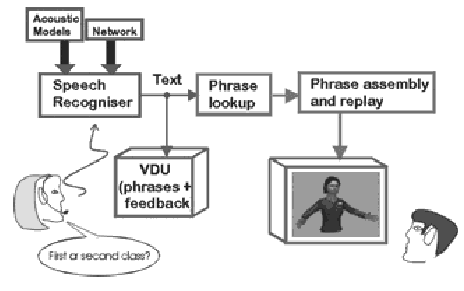 Acoustic
Models
Network
Speech
Recogniser
Text
Phrase
lookup
Phrase assembly
and replay
VDU
(phrases +
feedback
First or second class?